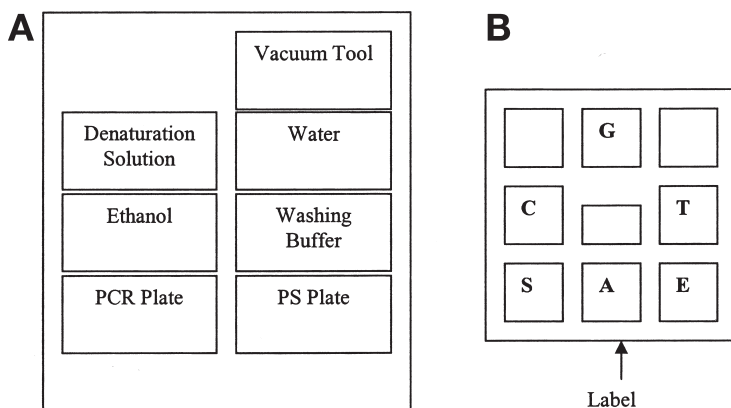 A
Vacuum Tool
Denaturation
Solution
Water
Ethanol
Washing
Buffer
PCR Plate
PS Plate
B
G
C
T
S
A
E
Label